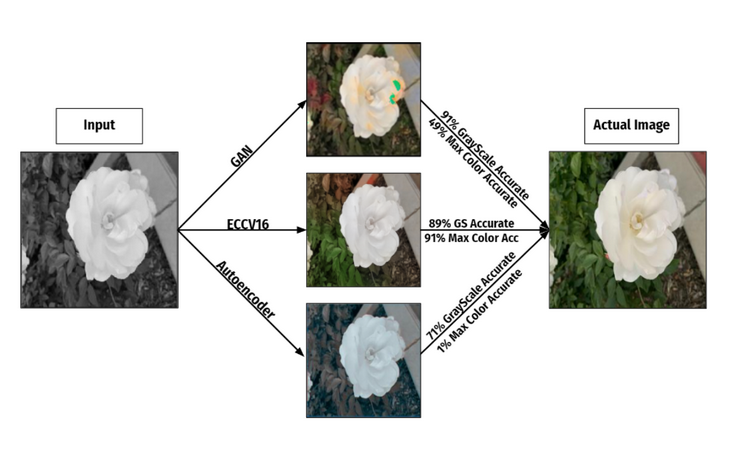 Input
Actual Image
GAN
91% GrayScale Accurate
49% Max Color Accurate
ECCV16
89% GS Accurate
91% Max Color Acc
Autoencoder
71% GrayScale Accurate
1% Max Color Accurate